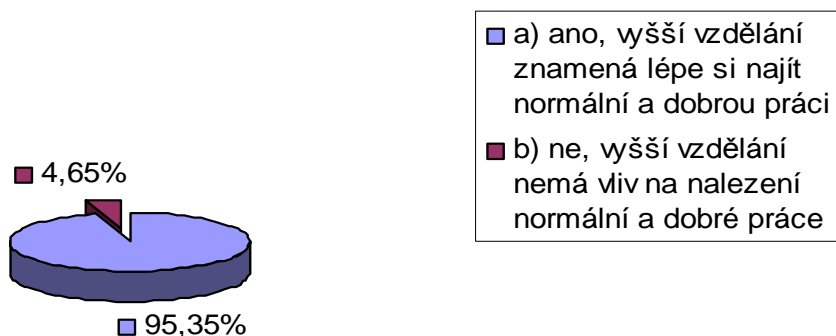 a) ano, vyšší vzdělání
znamená lépe si najít
normální a dobrou práci
b) ne, vyšší vzdělání
nemá vliv na nalezení
normální a dobré práce
4,65%
95,35%